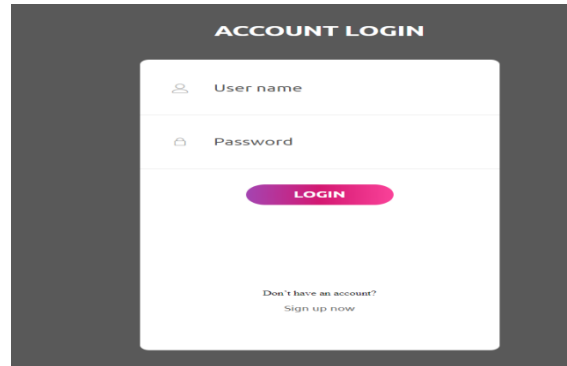 ACCOUNT LOGIN
User name
Password
LOGIN
Don't have an account?
Sign up now